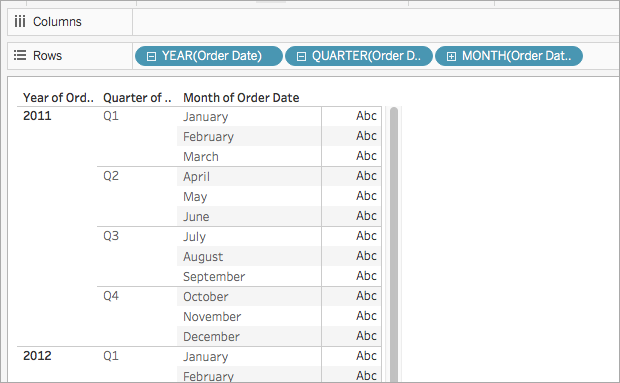 Columns
Rows YEAR(Order Date) QUARTER(Order D.. MONTH(Order Dat..
Year of Ord.. Quarter of .. Month of Order Date
2011 Q1 January Abc
February Abc
March Abc
Q2 April Abc
May Abc
June Abc
Q3 July Abc
August Abc
September Abc
Q4 October Abc
November Abc
December Abc
2012 Q1 January Abc
February Abc